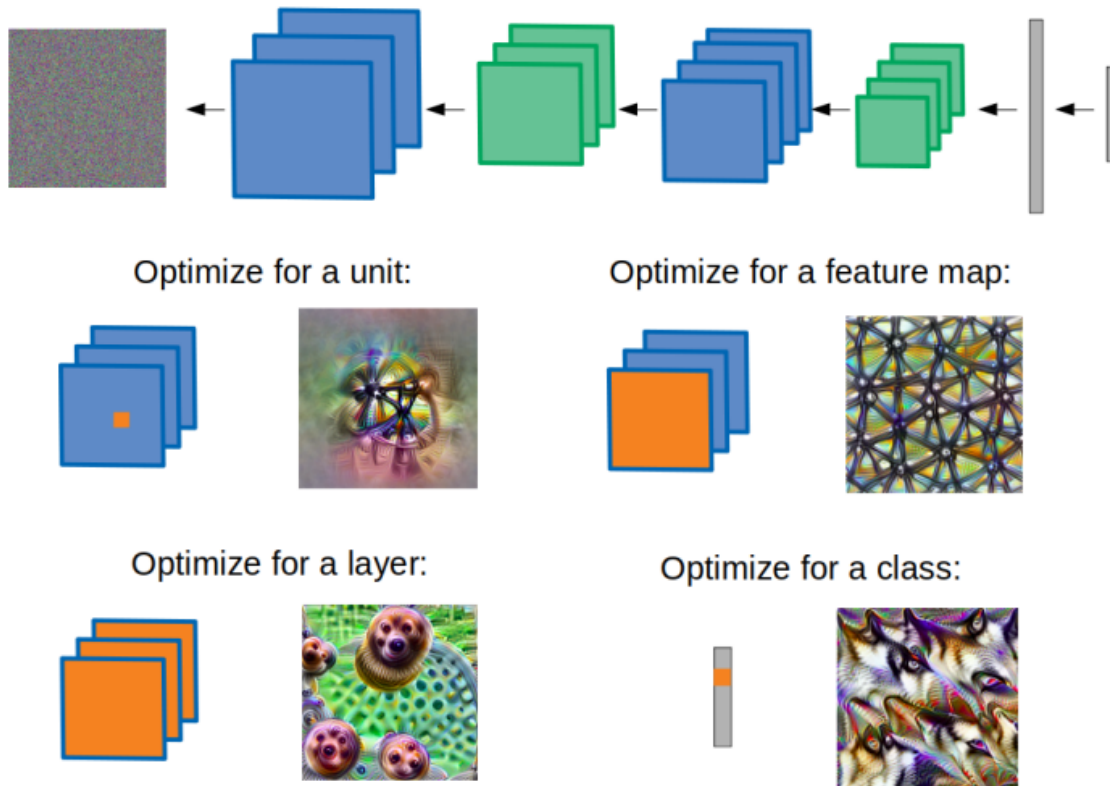 Optimize for a unit:
Optimize for a feature map:
Optimize for a layer:
Optimize for a class: